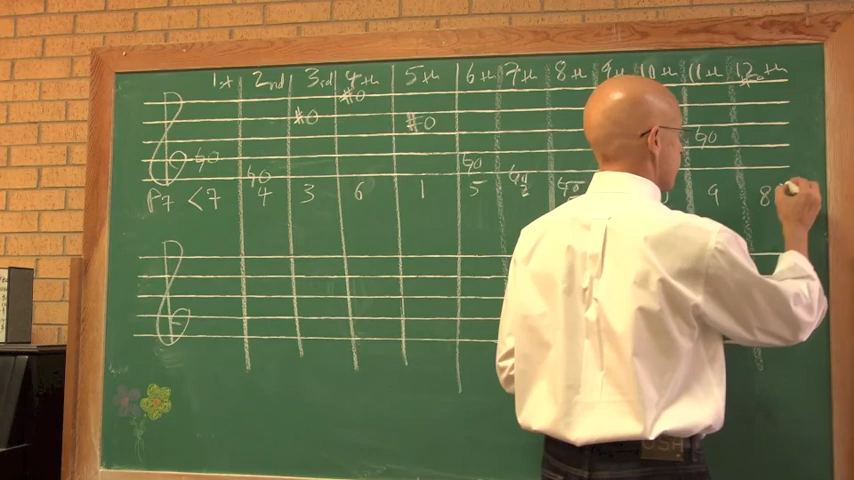 1st 2nd 3rd 4th 5th 6th 7th 8th 9th 10th 11th 12th
P7 <7 4 3 6 1 5 2 9 8